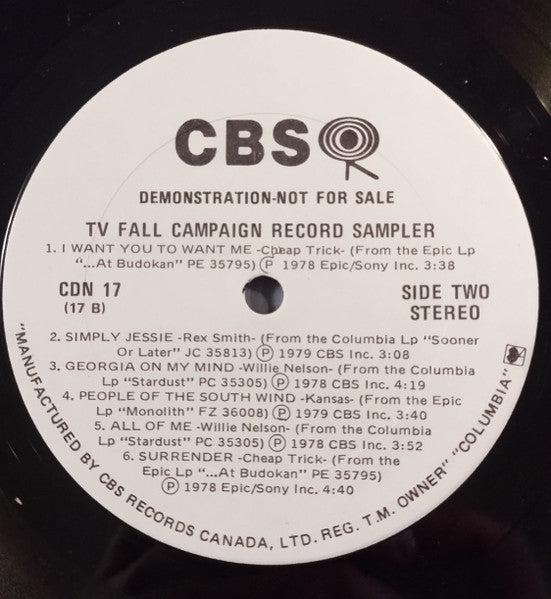 CBS
DEMONSTRATION-NOT FOR SALE
TV FALL CAMPAIGN RECORD SAMPLER
1. I WANT YOU TO WANT ME -Cheap Trick- (From the Epic Lp
"...At Budokan" PE 35795) Ⓟ 1978 Epic/Sony Inc. 3:38
CDN 17
(17 B)
SIDE TWO
STEREO
2. SIMPLY JESSIE -Rex Smith- (From the Columbia Lp "Sooner
Or Later" JC 35813) Ⓟ 1979 CBS Inc. 3:08
3. GEORGIA ON MY MIND -Willie Nelson- (From the Columbia
Lp "Stardust" PC 35305) Ⓟ 1978 CBS Inc. 4:19
4. PEOPLE OF THE SOUTH WIND -Kansas- (From the Epic
Lp "Monolith" FZ 36008) Ⓟ 1979 CBS Inc. 3:40
5. ALL OF ME -Willie Nelson- (From the Columbia
Lp "Stardust" PC 35305) Ⓟ 1978 CBS Inc. 3:52
6. SURRENDER -Cheap Trick- (From the
Epic Lp "...At Budokan" PE 35795)
Ⓟ 1978 Epic/Sony Inc. 4:40
"MANUFACTURED BY CBS RECORDS CANADA, LTD. REG. T.M. OWNER" "COLUMBIA"